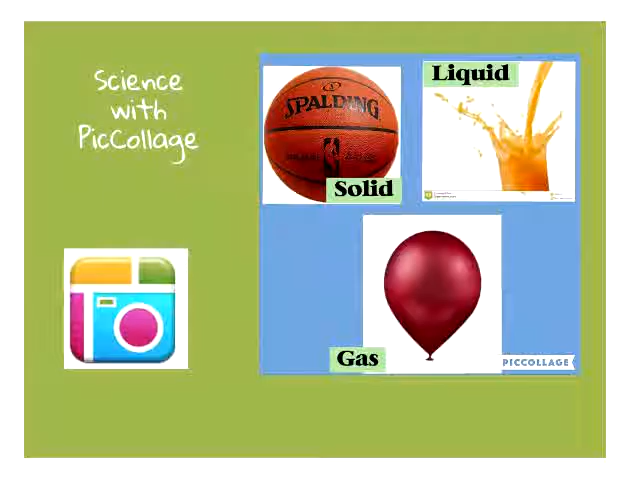 Science
with
PicCollage
SPALDING
Solid
Liquid
Gas
PICCOLLAGE